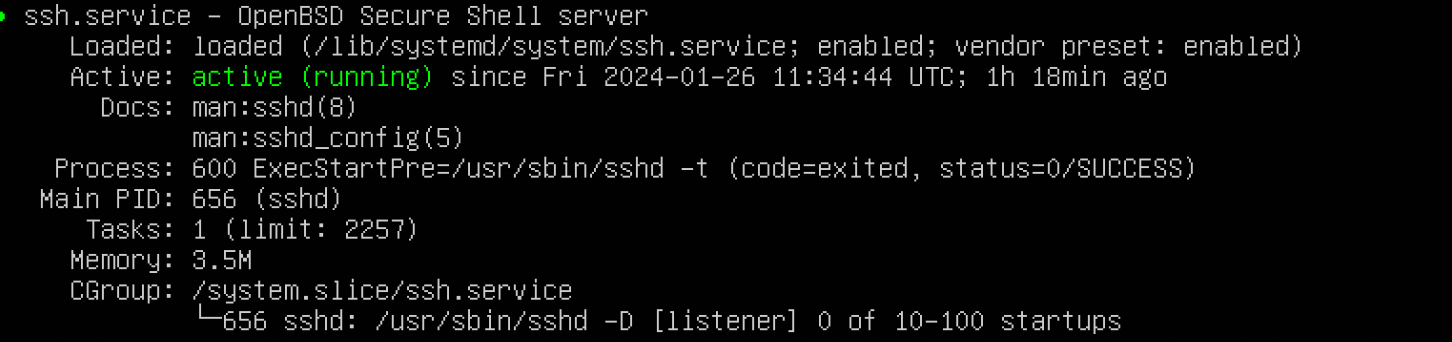 ● ssh.service - OpenBSD Secure Shell server
Loaded: loaded (/lib/systemd/system/ssh.service; enabled; vendor preset: enabled)
Active: active (running) since Fri 2024-01-26 11:34:44 UTC; 1h 18min ago
Docs: man:sshd(8)
man:sshd_config(5)
Process: 600 ExecStartPre=/usr/sbin/sshd -t (code=exited, status=0/SUCCESS)
Main PID: 656 (sshd)
Tasks: 1 (limit: 2257)
Memory: 3.5M
CGroup: /system.slice/ssh.service
└─656 sshd: /usr/sbin/sshd -D [listener] 0 of 10-100 startups